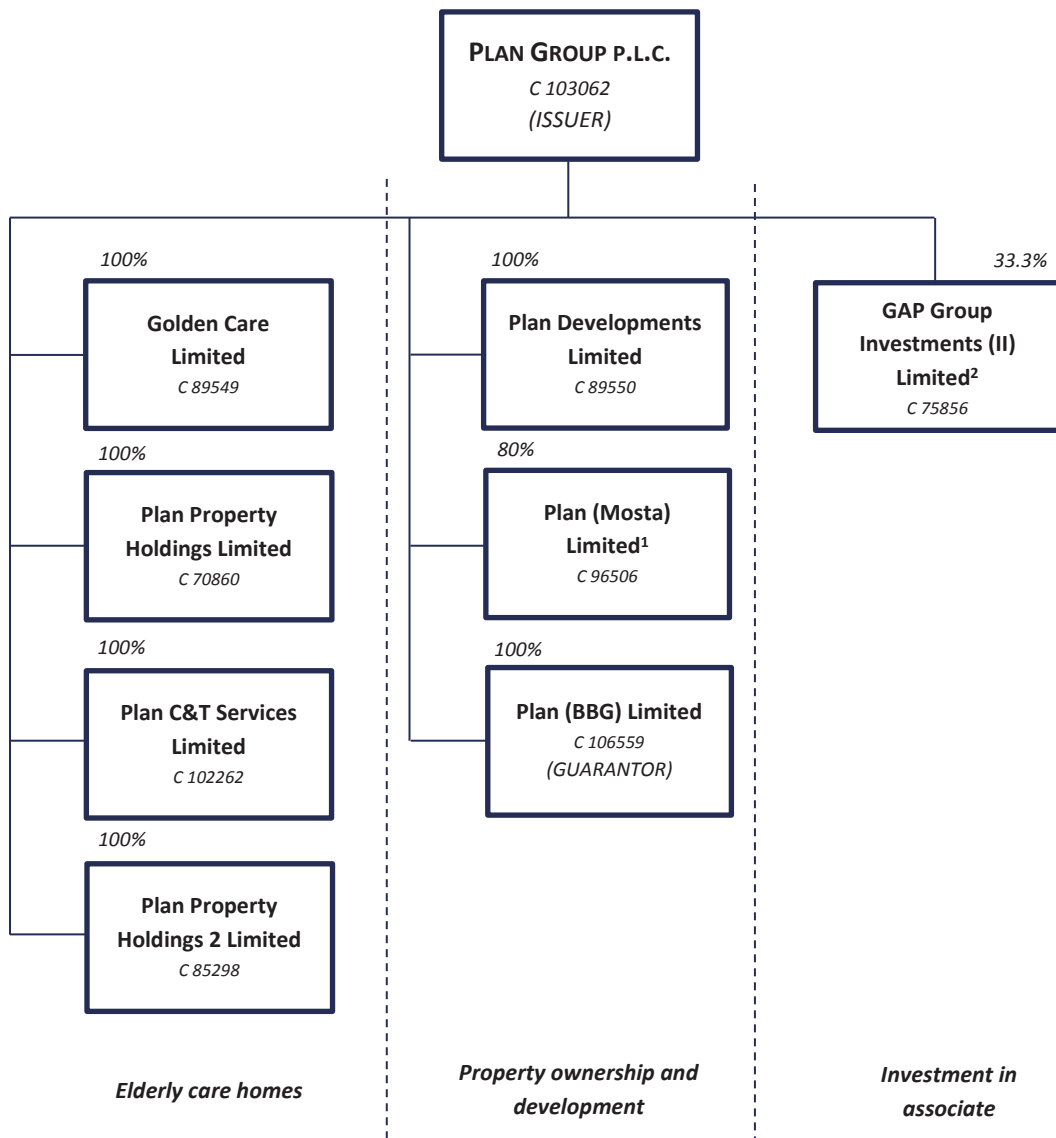 PLAN GROUP P.L.C.
C 103062
(ISSUER)
100%
Golden Care
Limited
C 89549
100%
Plan Property
Holdings Limited
C 70860
100%
Plan C&T Services
Limited
C 102262
100%
Plan Property
Holdings 2 Limited
C 85298
Elderly care homes
100%
Plan Developments
Limited
C 89550
80%
Plan (Mosta)
Limited¹
C 96506
100%
Plan (BBG) Limited
C 106559
(GUARANTOR)
Property ownership and
development
33.3%
GAP Group
Investments (II)
Limited²
C 75856
Investment in
associate